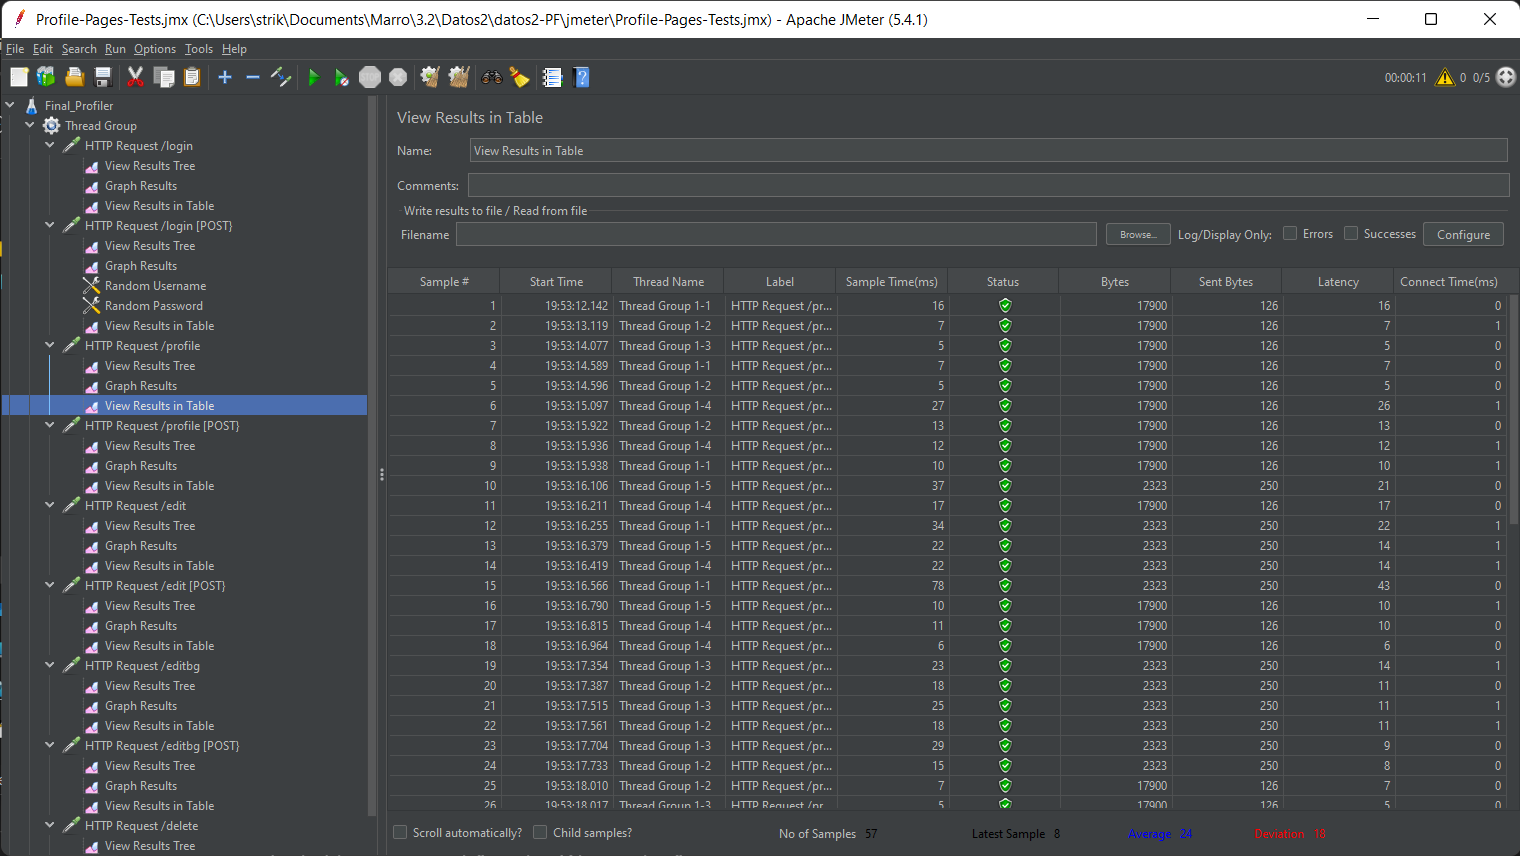 Profile-Pages-Tests.jmx (C:\Users\strik\Documents\Marro\3.2\Datos2\datos2-PF\jmeter\Profile-Pages-Tests.jmx) - Apache JMeter (5.4.1)
File Edit Search Run Options Tools Help
00:00:11 0 0/5
Final_Profiler
Thread Group
HTTP Request /login
View Results Tree
Graph Results
View Results in Table
HTTP Request /login [POST}
View Results Tree
Graph Results
Random Username
Random Password
View Results in Table
HTTP Request /profile
View Results Tree
Graph Results
View Results in Table
HTTP Request /profile [POST}
View Results Tree
Graph Results
View Results in Table
HTTP Request /edit
View Results Tree
Graph Results
View Results in Table
HTTP Request /edit [POST}
View Results Tree
Graph Results
View Results in Table
HTTP Request /editbg
View Results Tree
Graph Results
View Results in Table
HTTP Request /editbg [POST}
View Results Tree
Graph Results
View Results in Table
HTTP Request /delete
View Results Tree
View Results in Table
Name: View Results in Table
Comments:
Write results to file / Read from file
Filename Browse... Log/Display Only: Errors Successes Configure
Sample # Start Time Thread Name Label Sample Time(ms) Status Bytes Sent Bytes Latency Connect Time(ms)
1 19:53:12.142 Thread Group 1-1 HTTP Request /pr... 16 17900 126 16 0
2 19:53:13.119 Thread Group 1-2 HTTP Request /pr... 7 17900 126 7 1
3 19:53:14.077 Thread Group 1-3 HTTP Request /pr... 5 17900 126 5 0
4 19:53:14.589 Thread Group 1-1 HTTP Request /pr... 7 17900 126 7 0
5 19:53:14.596 Thread Group 1-2 HTTP Request /pr... 5 17900 126 5 0
6 19:53:15.097 Thread Group 1-4 HTTP Request /pr... 27 17900 126 26 1
7 19:53:15.922 Thread Group 1-2 HTTP Request /pr... 13 17900 126 13 0
8 19:53:15.936 Thread Group 1-4 HTTP Request /pr... 12 17900 126 12 1
9 19:53:15.938 Thread Group 1-1 HTTP Request /pr... 10 17900 126 10 1
10 19:53:16.106 Thread Group 1-5 HTTP Request /pr... 37 2323 250 21 0
11 19:53:16.211 Thread Group 1-4 HTTP Request /pr... 17 17900 126 17 0
12 19:53:16.255 Thread Group 1-1 HTTP Request /pr... 34 2323 250 22 1
13 19:53:16.379 Thread Group 1-5 HTTP Request /pr... 22 2323 250 14 1
14 19:53:16.419 Thread Group 1-4 HTTP Request /pr... 22 2323 250 14 1
15 19:53:16.566 Thread Group 1-1 HTTP Request /pr... 78 2323 250 43 0
16 19:53:16.790 Thread Group 1-5 HTTP Request /pr... 10 17900 126 10 1
17 19:53:16.815 Thread Group 1-4 HTTP Request /pr... 11 17900 126 10 0
18 19:53:16.964 Thread Group 1-4 HTTP Request /pr... 6 17900 126 6 0
19 19:53:17.354 Thread Group 1-3 HTTP Request /pr... 23 2323 250 14 1
20 19:53:17.387 Thread Group 1-2 HTTP Request /pr... 18 2323 250 11 0
21 19:53:17.515 Thread Group 1-3 HTTP Request /pr... 25 2323 250 11 1
22 19:53:17.561 Thread Group 1-2 HTTP Request /pr... 18 2323 250 11 1
23 19:53:17.704 Thread Group 1-3 HTTP Request /pr... 29 2323 250 9 0
24 19:53:17.733 Thread Group 1-2 HTTP Request /pr... 15 2323 250 8 0
25 19:53:18.010 Thread Group 1-2 HTTP Request /pr... 7 17900 126 7 0
26 19:53:18.017 Thread Group 1-3 HTTP Request /pr... 5 17900 126 5 0
Scroll automatically? Child samples? No of Samples 57 Latest Sample 8 Average 24 Deviation 18